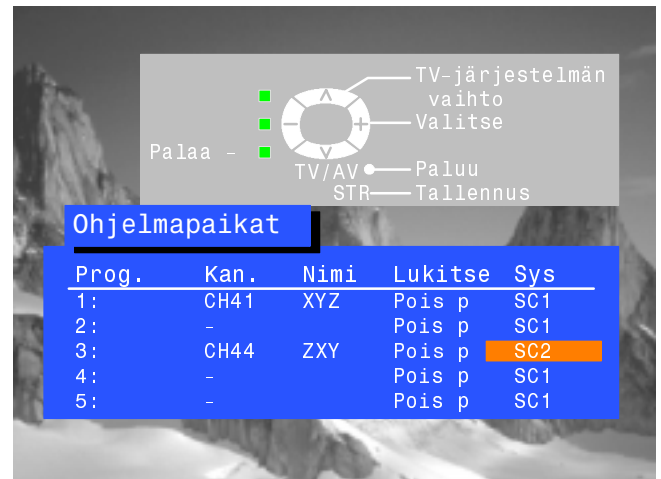 TV-järjestelmän
vaihto
Valitse
Palaa -
TV/AV Paluu
STR Tallennus
Ohjelmapaikat
Prog. Kan. Nimi Lukitse Sys
1: CH41 XYZ Pois p SC1
2: - Pois p SC1
3: CH44 ZXY Pois p SC2
4: - Pois p SC1
5: - Pois p SC1